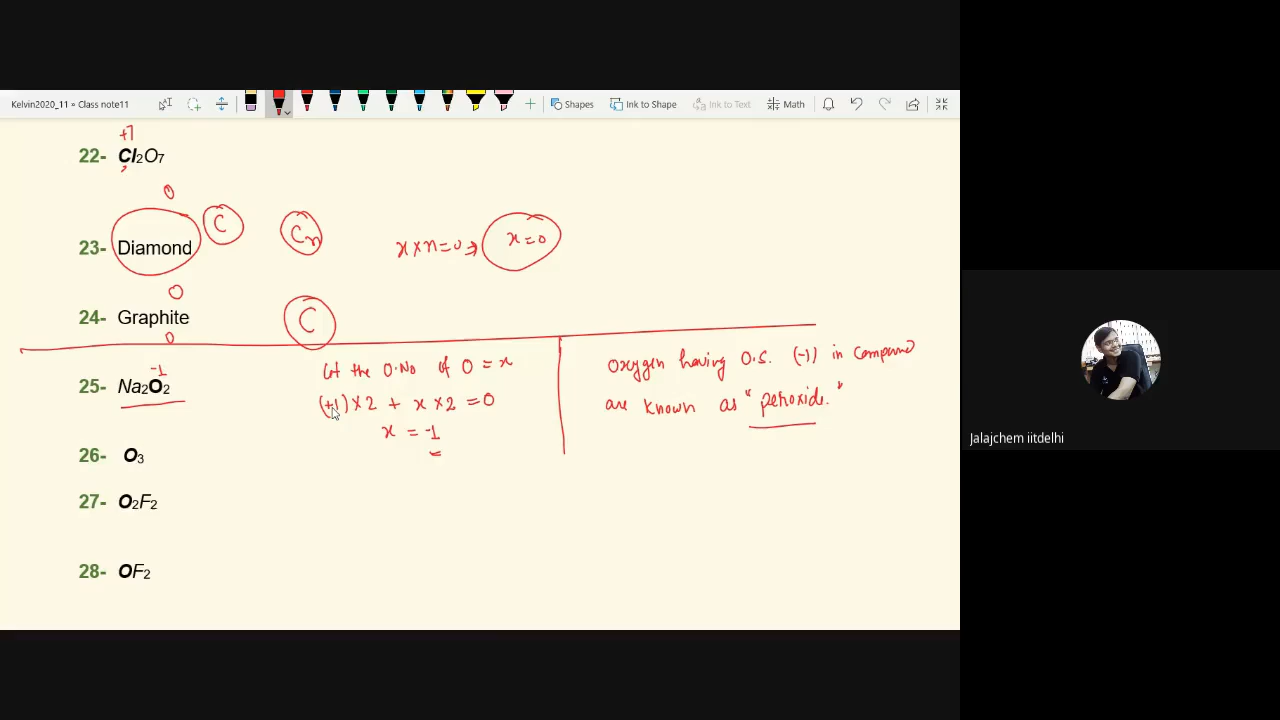 Kelvin2020_11 » Class note11
Shapes
Ink to Shape
Ink to Text
Math
+7
22- Cl2O7
0
23- Diamond C Cn x×n=0⇒ x=0
0
24- Graphite C
0
-1
25- Na2O2
Let the O.No of O = x
(+1)×2 + x×2 =0
x = -1
Oxygen having O.S. (-1) in compound
are known as "peroxide."
26- O3
27- O2F2
28- OF2
Jalajchem iitdelhi